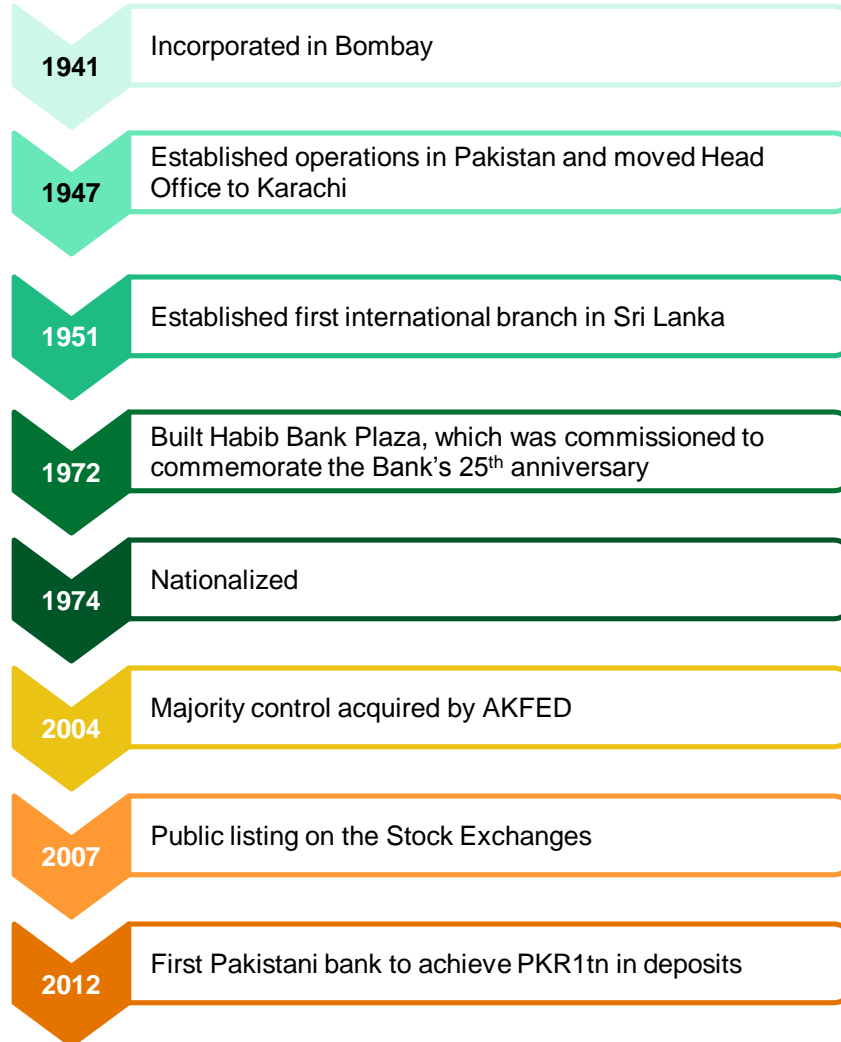 1941
Incorporated in Bombay
1947
Established operations in Pakistan and moved Head
Office to Karachi
1951
Established first international branch in Sri Lanka
1972
Built Habib Bank Plaza, which was commissioned to
commemorate the Bank’s 25th anniversary
1974
Nationalized
2004
Majority control acquired by AKFED
2007
Public listing on the Stock Exchanges
2012
First Pakistani bank to achieve PKR1tn in deposits